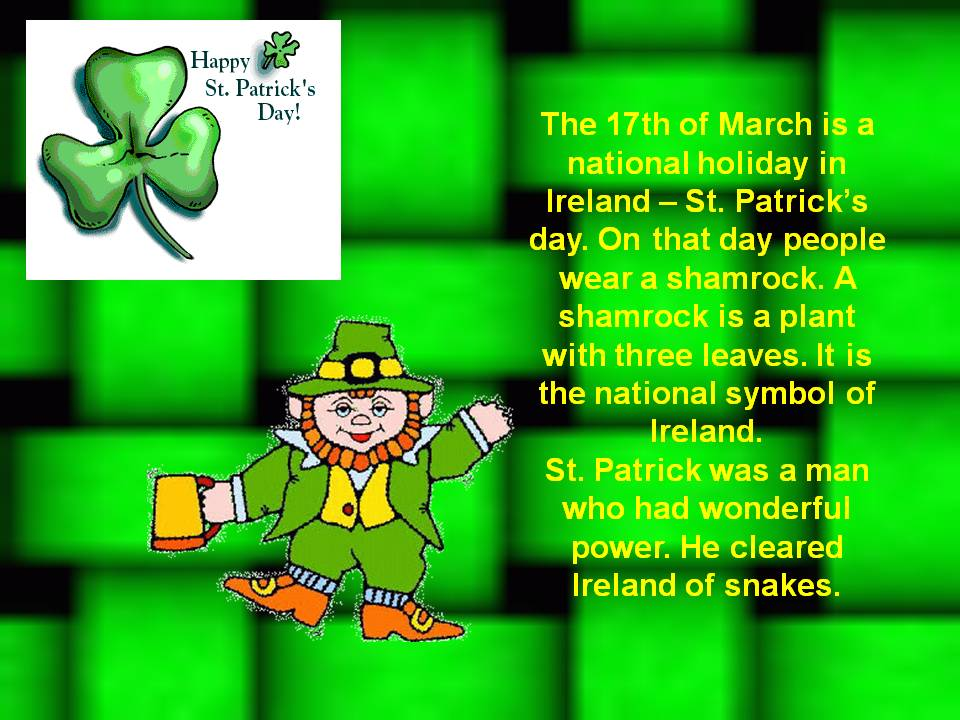 Happy
St. Patrick's
Day!
The 17th of March is a
national holiday in
Ireland – St. Patrick’s
day. On that day people
wear a shamrock. A
shamrock is a plant
with three leaves. It is
the national symbol of
Ireland.
St. Patrick was a man
who had wonderful
power. He cleared
Ireland of snakes.